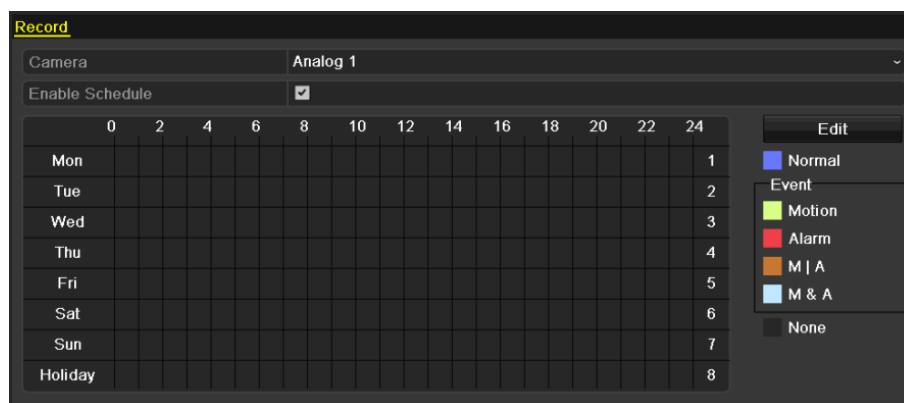 Record
Camera Analog 1
Enable Schedule
0 2 4 6 8 10 12 14 16 18 20 22 24
Edit
Mon 1
Normal
Event
Tue 2
Motion
Wed 3
Alarm
Thu 4
M | A
Fri 5
M & A
Sat 6
None
Sun 7
Holiday 8